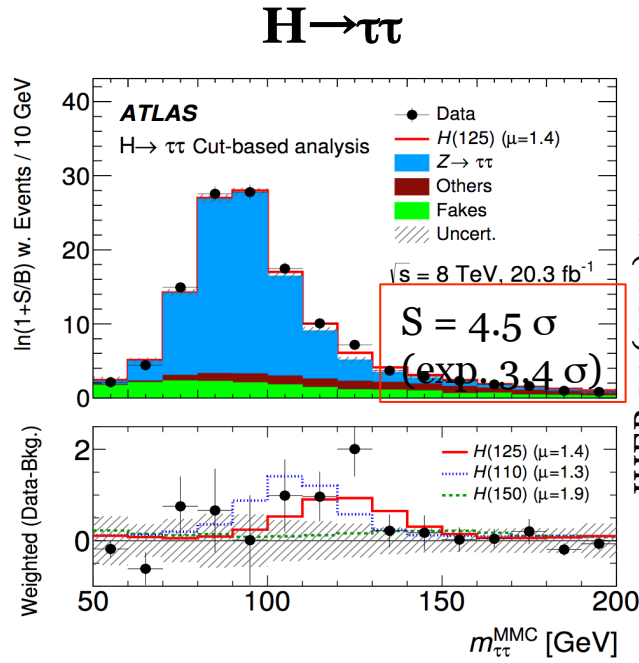 H→ττ
ATLAS
H→ ττ Cut-based analysis
Data
H(125) (μ=1.4)
Z→ ττ
Others
Fakes
Uncert.
√s = 8 TeV, 20.3 fb⁻¹
S = 4.5 σ
(exp. 3.4 σ)
ln(1+S/B) w. Events / 10 GeV
40
30
20
10
0
H(125) (μ=1.4)
H(110) (μ=1.3)
H(150) (μ=1.9)
Weighted (Data-Bkg.)
2
0
50
100
150
200
m_ττ^MMC [GeV]